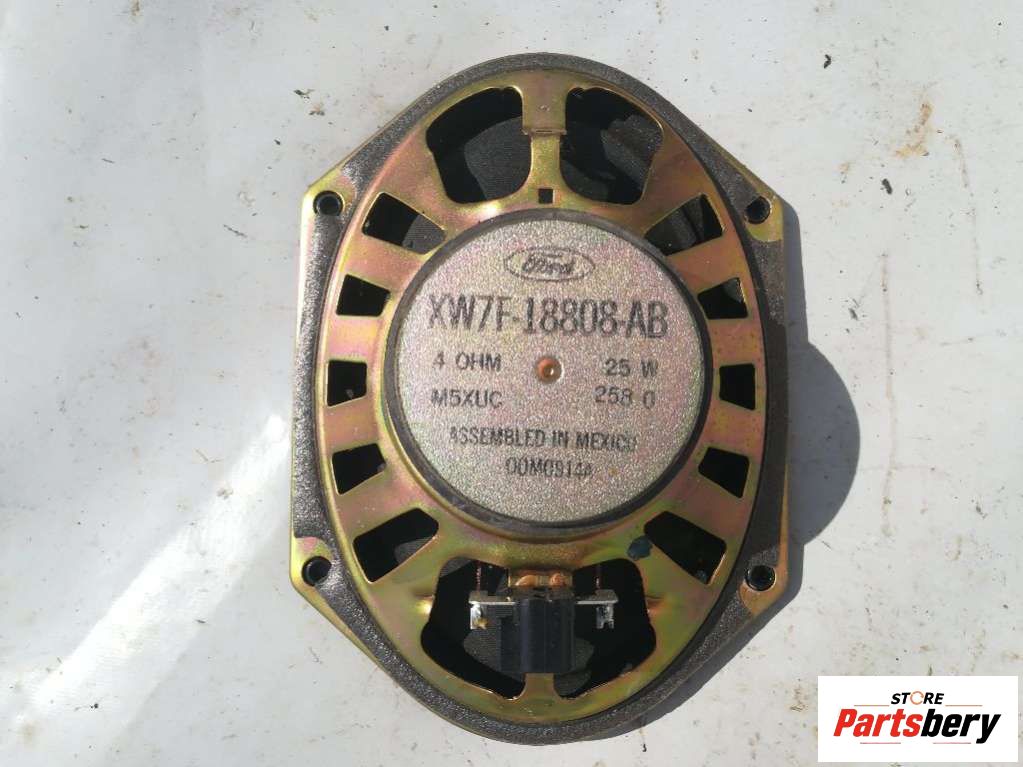 Ford
XW7F-18808-AB
4 OHM 25 W
M5XUC 258 0
ASSEMBLED IN MEXICO
00M0914A
STORE
Partsbery